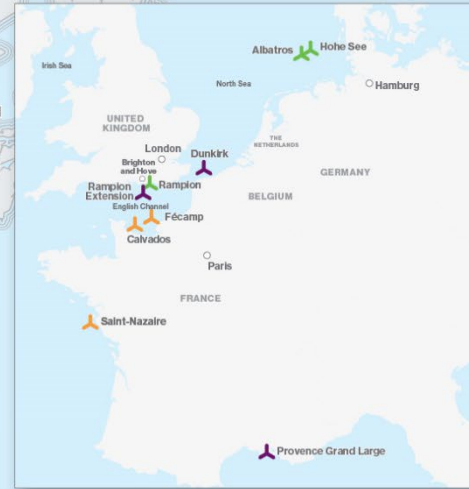 Albatros
Hohe See
Irish Sea
North Sea
Hamburg
UNITED
KINGDOM
THE
NETHERLANDS
London
Dunkirk
Brighton
and Hove
GERMANY
Rampion
Rampion
Extension
BELGIUM
English Channel
Fécamp
Calvados
Paris
FRANCE
Saint-Nazaire
Provence Grand Large